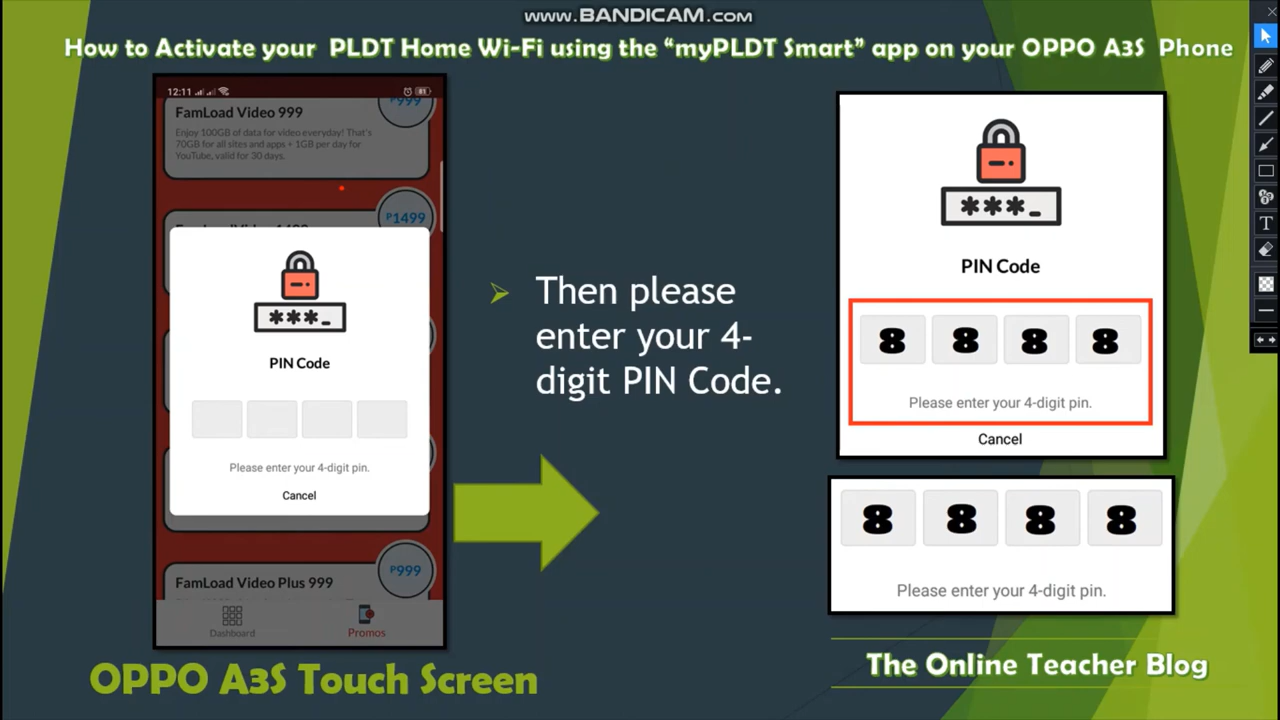 www.BANDICAM.com
How to Activate your PLDT Home Wi-Fi using the “myPLDT Smart” app on your OPPO A3S Phone
12:11
81
FamLoad Video 999
₱999
Enjoy 100GB of data for video everyday! That's
70GB for all sites and apps + 1GB per day for
YouTube, valid for 30 days.
₱1499
***_
PIN Code
Please enter your 4-digit pin.
Cancel
FamLoad Video Plus 999
₱999
Dashboard
Promos
OPPO A3S Touch Screen
Then please
enter your 4-
digit PIN Code.
***_
PIN Code
8 8 8 8
Please enter your 4-digit pin.
Cancel
8 8 8 8
Please enter your 4-digit pin.
The Online Teacher Blog
T